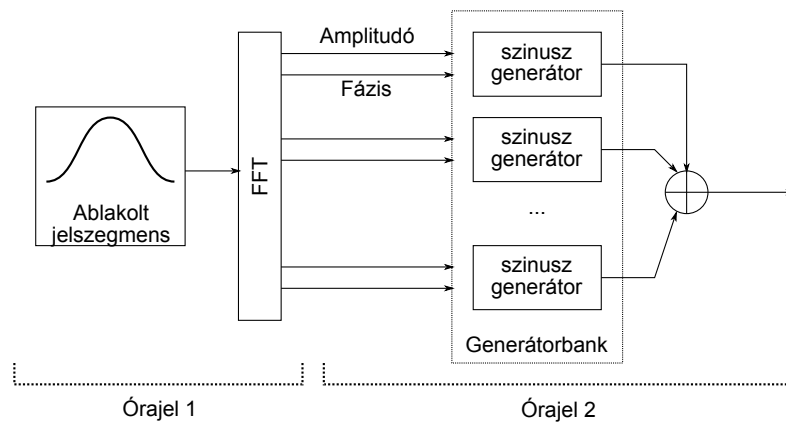 Amplitudó
Fázis
Ablakolt
jelszegmens
FFT
szinusz
generátor
szinusz
generátor
...
szinusz
generátor
Generátorbank
Órajel 1
Órajel 2